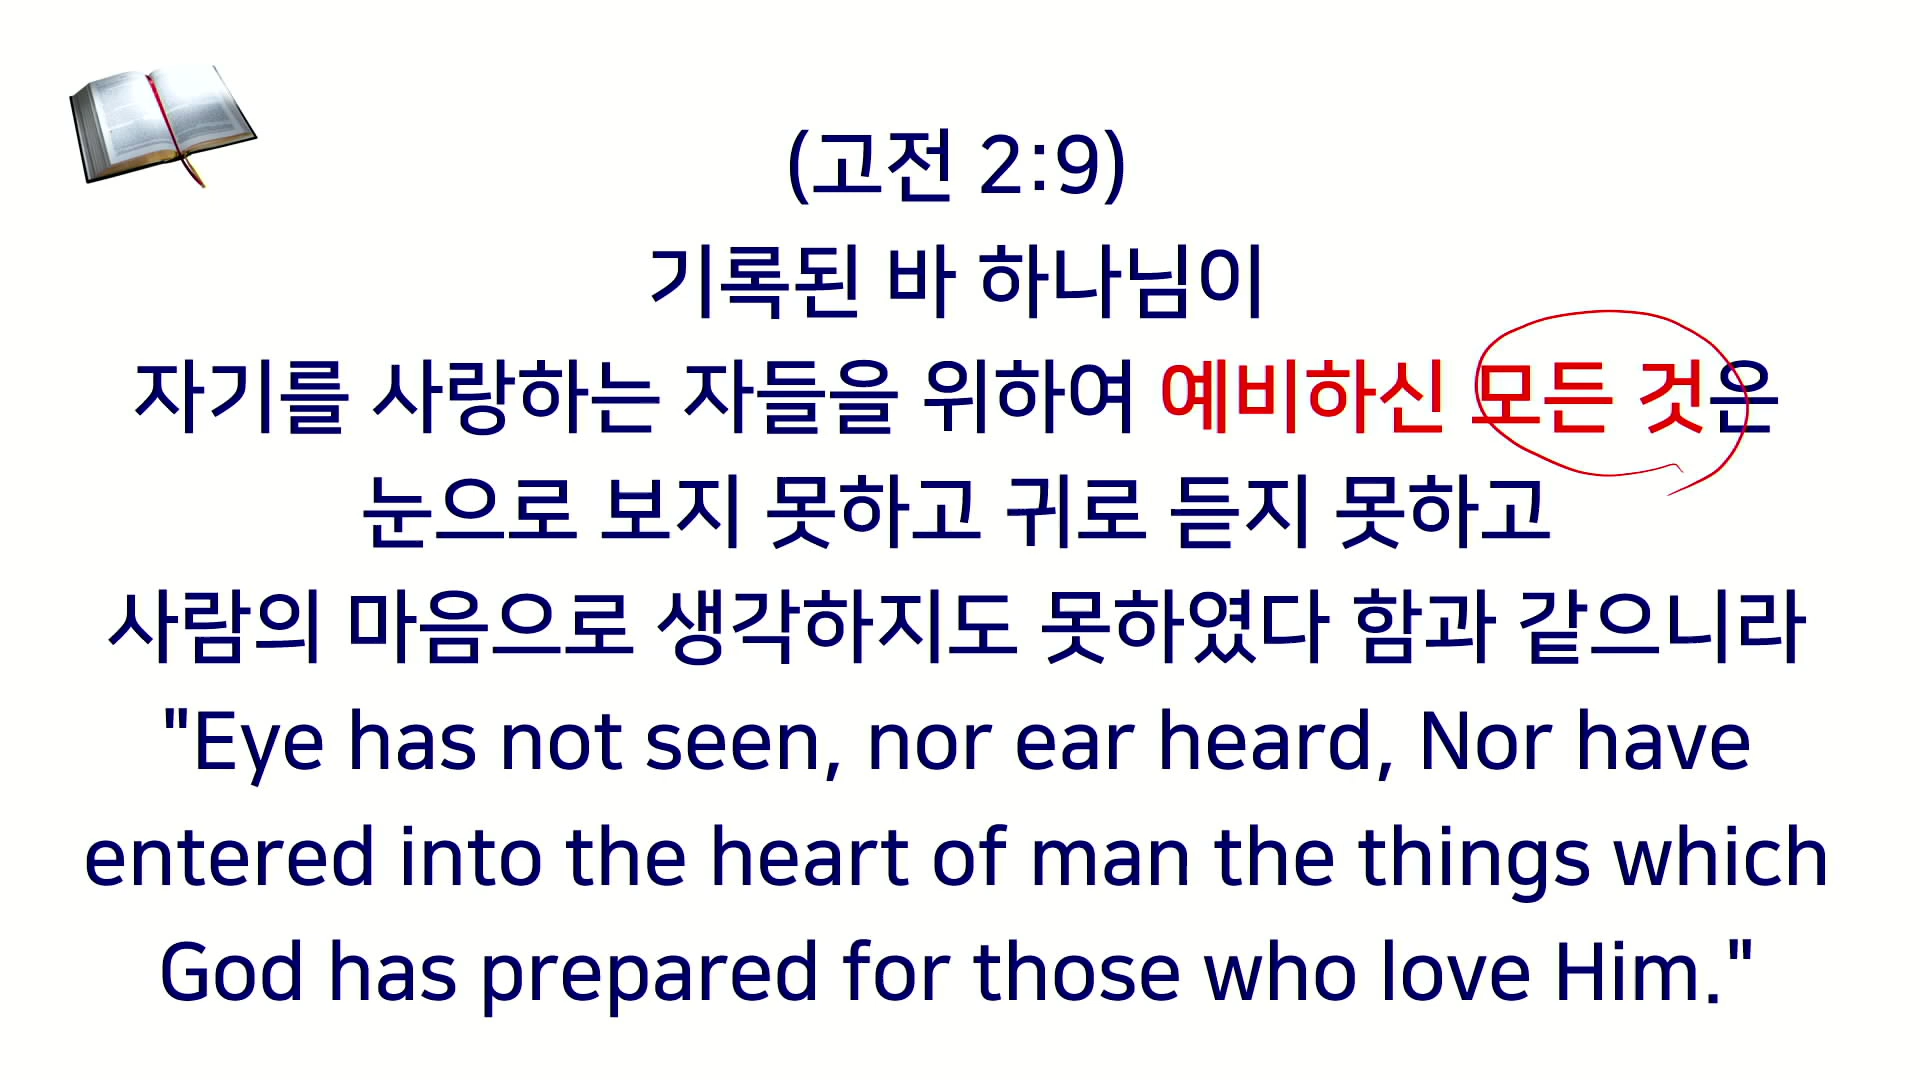 (고전 2:9)
기록된 바 하나님이
자기를 사랑하는 자들을 위하여 예비하신 모든 것은
눈으로 보지 못하고 귀로 듣지 못하고
사람의 마음으로 생각하지도 못하였다 함과 같으니라
"Eye has not seen, nor ear heard, Nor have
entered into the heart of man the things which
God has prepared for those who love Him."